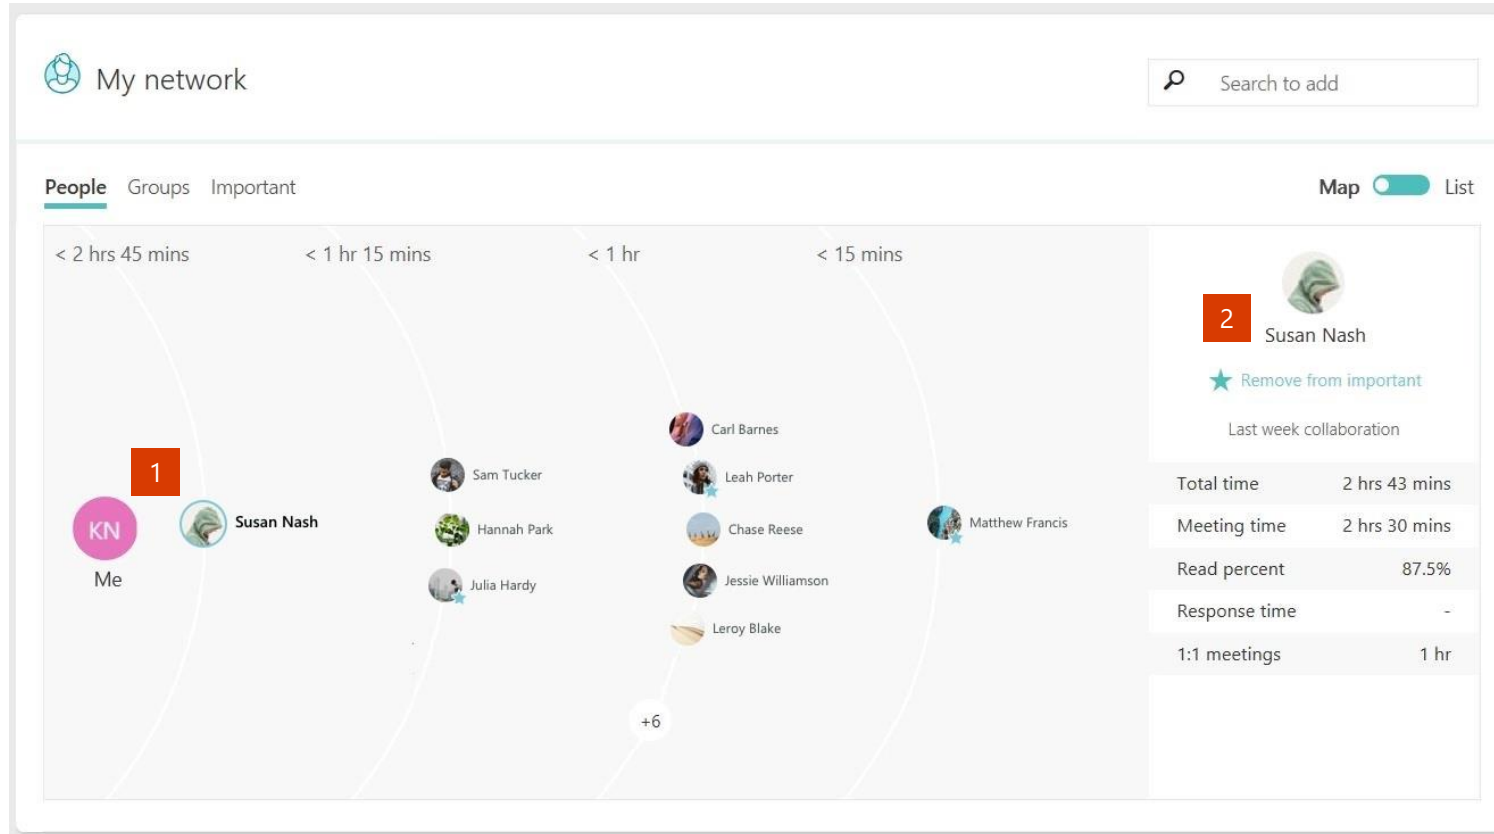 My network
Search to add
People Groups Important
Map List
< 2 hrs 45 mins
< 1 hr 15 mins
< 1 hr
< 15 mins
1
KN
Me
Susan Nash
Sam Tucker
Hannah Park
Julia Hardy
Carl Barnes
Leah Porter
Chase Reese
Jessie Williamson
Leroy Blake
+6
Matthew Francis
2
Susan Nash
Remove from important
Last week collaboration
Total time 2 hrs 43 mins
Meeting time 2 hrs 30 mins
Read percent 87.5%
Response time -
1:1 meetings 1 hr